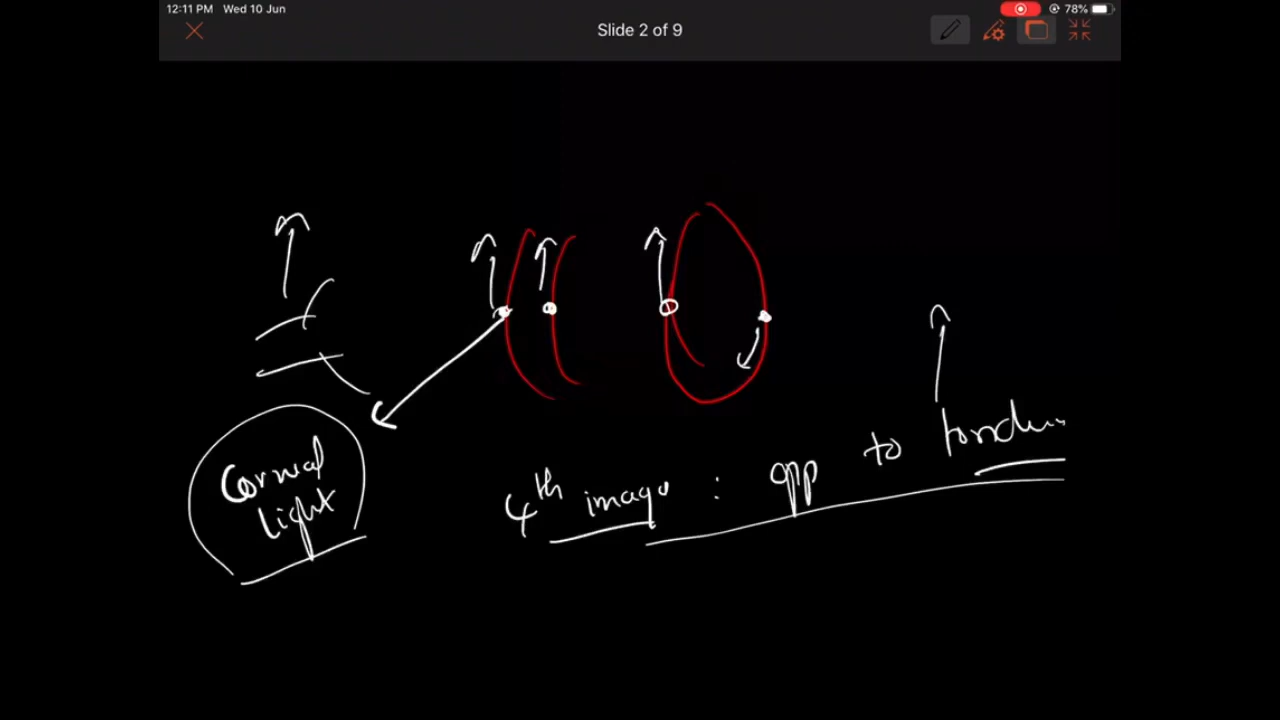 12:11 PM Wed 10 Jun
78%
Slide 2 of 9
Corneal
light
4th image : opp to